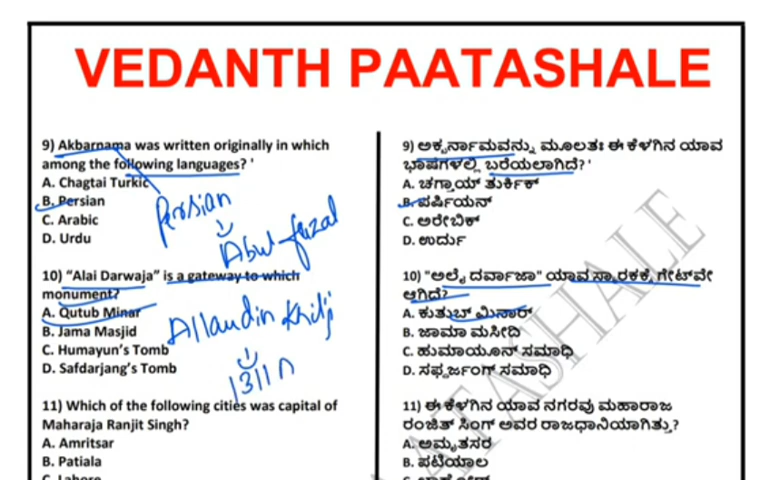 VEDANTH PAATASHALE
9) Akbarnama was written originally in which
among the following languages? '
A. Chagtai Turkic
B. Persian
C. Arabic
D. Urdu
Persian
Abul fazal
10) "Alai Darwaja" is a gateway to which
monument?
A. Qutub Minar
B. Jama Masjid
C. Humayun's Tomb
D. Safdarjang's Tomb
Allaudin Khilji
1311
11) Which of the following cities was capital of
Maharaja Ranjit Singh?
A. Amritsar
B. Patiala
C. Lahore
9) ಅಕ್ಬರ್ನಾಮವನ್ನು ಮೂಲತಃ ಈ ಕೆಳಗಿನ ಯಾವ
ಭಾಷೆಗಳಲ್ಲಿ ಬರೆಯಲಾಗಿದೆ? '
A. ಚಗ್ತಾಯ್ ತುರ್ಕಿಕ್
B. ಪರ್ಷಿಯನ್
C. ಅರೇಬಿಕ್
D. ಉರ್ದು
10) "ಅಲೈ ದರ್ವಾಜಾ" ಯಾವ ಸ್ಮಾರಕಕ್ಕೆ ಗೇಟ್‌ವೇ
ಆಗಿದೆ?
A. ಕುತುಬ್ ಮಿನಾರ್
B. ಜಾಮಾ ಮಸೀದಿ
C. ಹುಮಾಯೂನ್ ಸಮಾಧಿ
D. ಸಫ್ದರ್ಜಂಗ್ ಸಮಾಧಿ
11) ಈ ಕೆಳಗಿನ ಯಾವ ನಗರವು ಮಹಾರಾಜ
ರಂಜಿತ್ ಸಿಂಗ್ ಅವರ ರಾಜಧಾನಿಯಾಗಿತ್ತು?
A. ಅಮೃತಸರ
B. ಪಟಿಯಾಲ